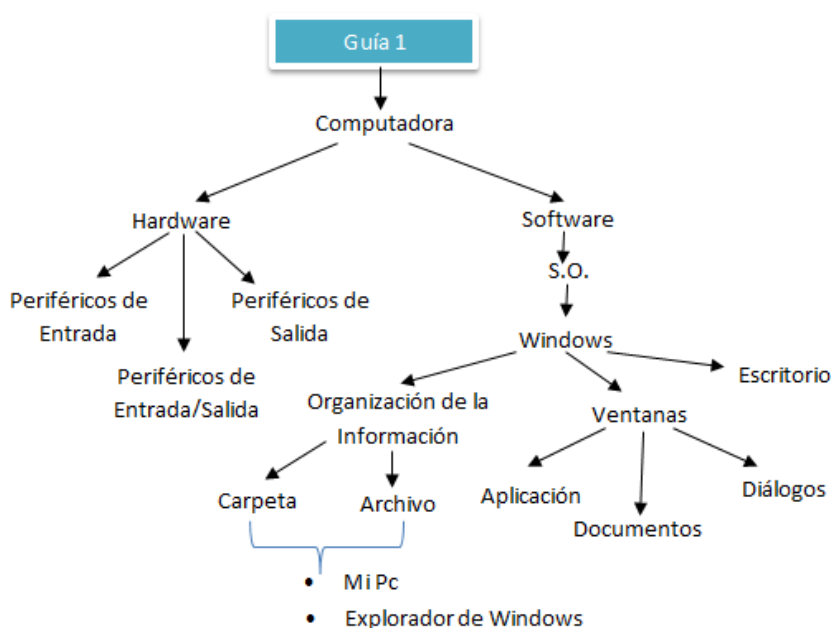 Guía 1
Computadora
Hardware
Software
S.O.
Periféricos de
Entrada
Periféricos de
Salida
Periféricos de
Entrada/Salida
Windows
Organización de la
Información
Ventanas
Escritorio
Carpeta
Archivo
Aplicación
Documentos
Diálogos
• Mi Pc
• Explorador de Windows